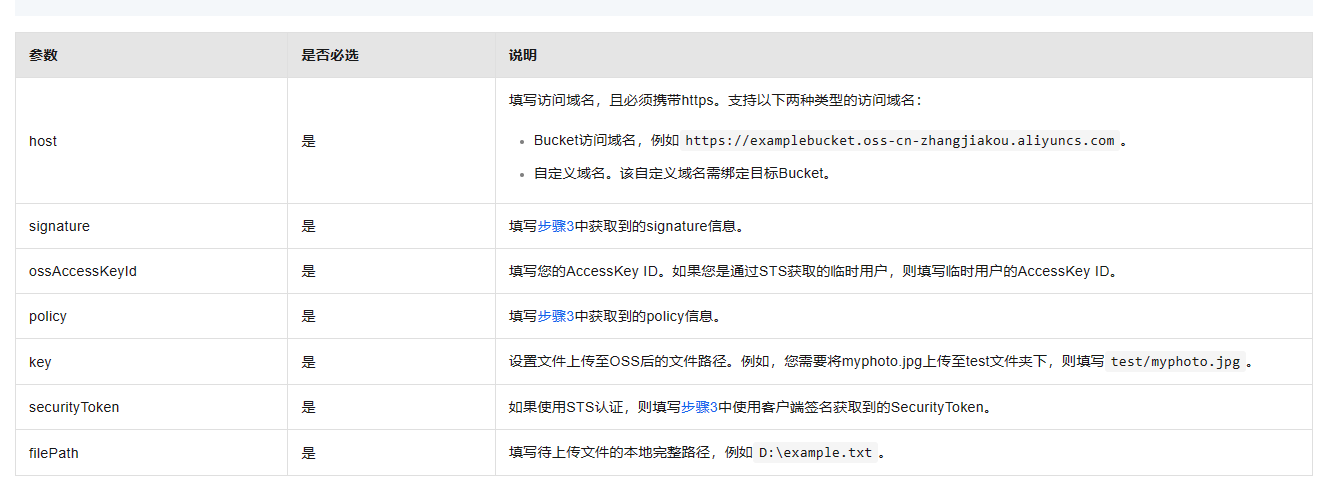 参数 是否必选 说明
填写访问域名，且必须携带https。支持以下两种类型的访问域名：
host 是 • Bucket访问域名，例如 https://examplebucket.oss-cn-zhangjiakou.aliyuncs.com 。
• 自定义域名。该自定义域名需绑定目标Bucket。
signature 是 填写步骤3中获取到的signature信息。
ossAccessKeyId 是 填写您的AccessKey ID。如果您是通过STS获取的临时用户，则填写临时用户的AccessKey ID。
policy 是 填写步骤3中获取到的policy信息。
key 是 设置文件上传至OSS后的文件路径。例如，您需要将myphoto.jpg上传至test文件夹下，则填写 test/myphoto.jpg 。
securityToken 是 如果使用STS认证，则填写步骤3中使用客户端签名获取到的SecurityToken。
filePath 是 填写待上传文件的本地完整路径，例如 D:\example.txt 。